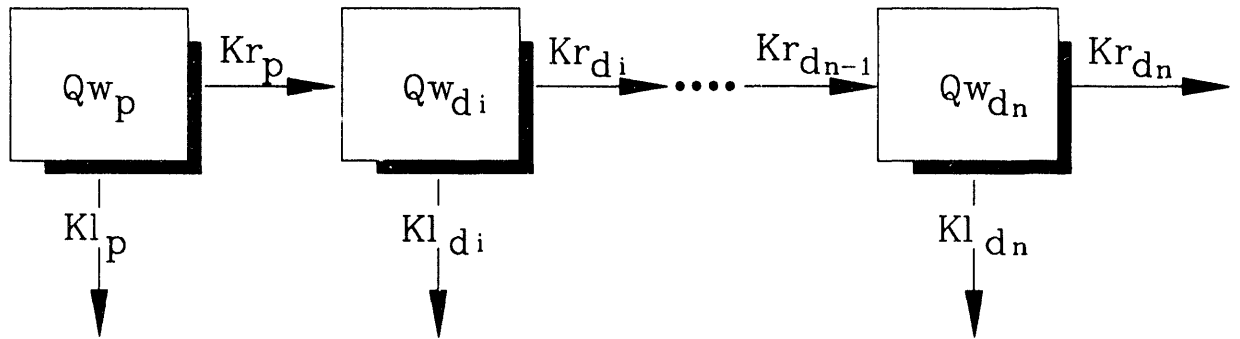 Qw_p Kr_p Qw_di Kr_di •••• Kr_dn-1 Qw_dn Kr_dn
Kl_p Kl_di Kl_dn